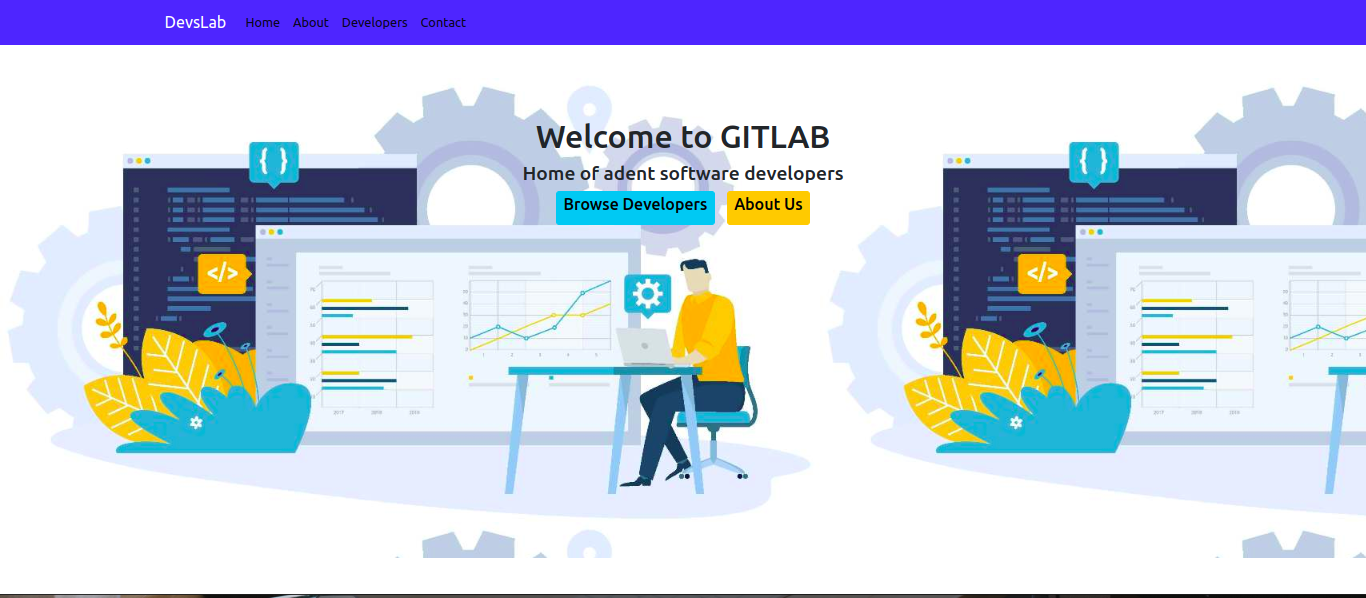 DevsLab Home About Developers Contact
Welcome to GITLAB
Home of adent software developers
Browse Developers About Us
{ } { }
</> </>